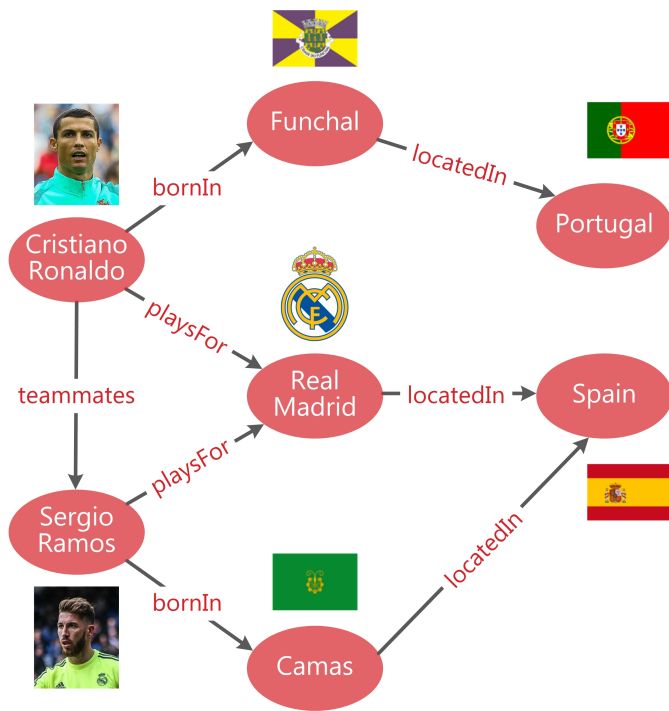 Funchal
bornIn
locatedIn
Portugal
Cristiano
Ronaldo
playsFor
teammates
Real
Madrid
locatedIn
Spain
playsFor
Sergio
Ramos
locatedIn
bornIn
Camas